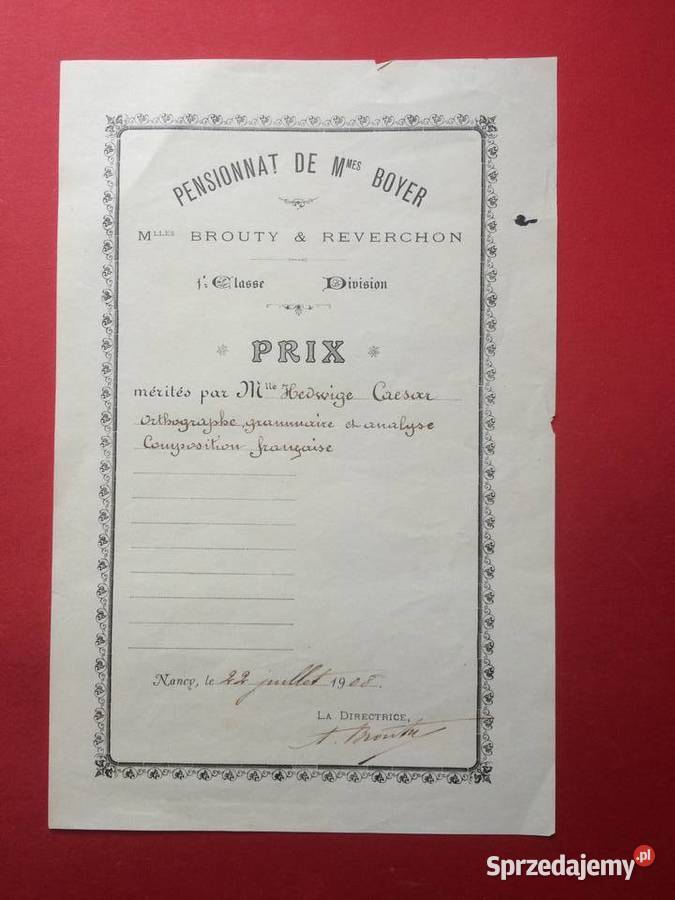 PENSIONNAT DE Mmes BOYER
Mlles BROUTY & REVERCHON
1e Classe Division
* PRIX *
mérités par Mlle Hedwige Caesar
Orthographe, grammaire et analyse
Composition française
Nancy, le 22 juillet 1908.
LA DIRECTRICE,
A. Brouty
Sprzedajemy.pl